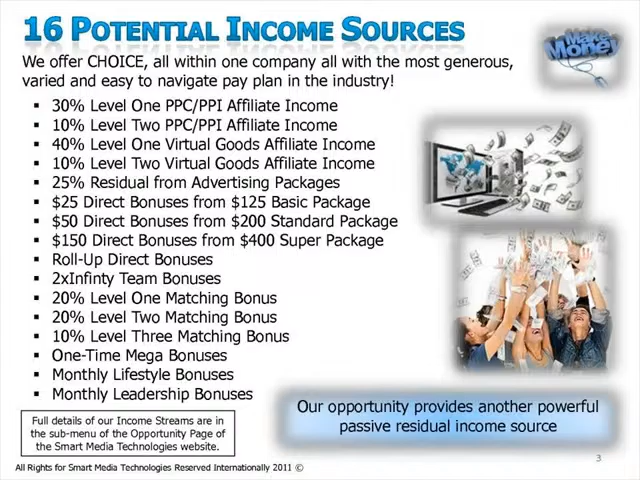 16 POTENTIAL INCOME SOURCES
Make
Money
We offer CHOICE, all within one company all with the most generous,
varied and easy to navigate pay plan in the industry!
▪ 30% Level One PPC/PPI Affiliate Income
▪ 10% Level Two PPC/PPI Affiliate Income
▪ 40% Level One Virtual Goods Affiliate Income
▪ 10% Level Two Virtual Goods Affiliate Income
▪ 25% Residual from Advertising Packages
▪ $25 Direct Bonuses from $125 Basic Package
▪ $50 Direct Bonuses from $200 Standard Package
▪ $150 Direct Bonuses from $400 Super Package
▪ Roll-Up Direct Bonuses
▪ 2xInfinty Team Bonuses
▪ 20% Level One Matching Bonus
▪ 20% Level Two Matching Bonus
▪ 10% Level Three Matching Bonus
▪ One-Time Mega Bonuses
▪ Monthly Lifestyle Bonuses
▪ Monthly Leadership Bonuses
Our opportunity provides another powerful
passive residual income source
Full details of our Income Streams are in
the sub-menu of the Opportunity Page of
the Smart Media Technologies website.
All Rights for Smart Media Technologies Reserved Internationally 2011 ©
3